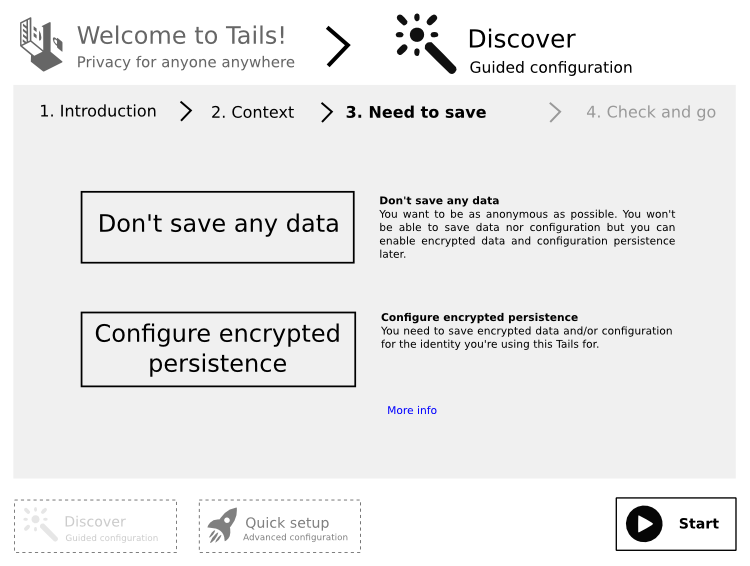 Welcome to Tails!
Privacy for anyone anywhere
Discover
Guided configuration
1. Introduction
2. Context
3. Need to save
4. Check and go
Don't save any data
Don't save any data
You want to be as anonymous as possible. You won't
be able to save data nor configuration but you can
enable encrypted data and configuration persistence
later.
Configure encrypted
persistence
Configure encrypted persistence
You need to save encrypted data and/or configuration
for the identity you're using this Tails for.
More info
Discover
Guided configuration
Quick setup
Advanced configuration
Start